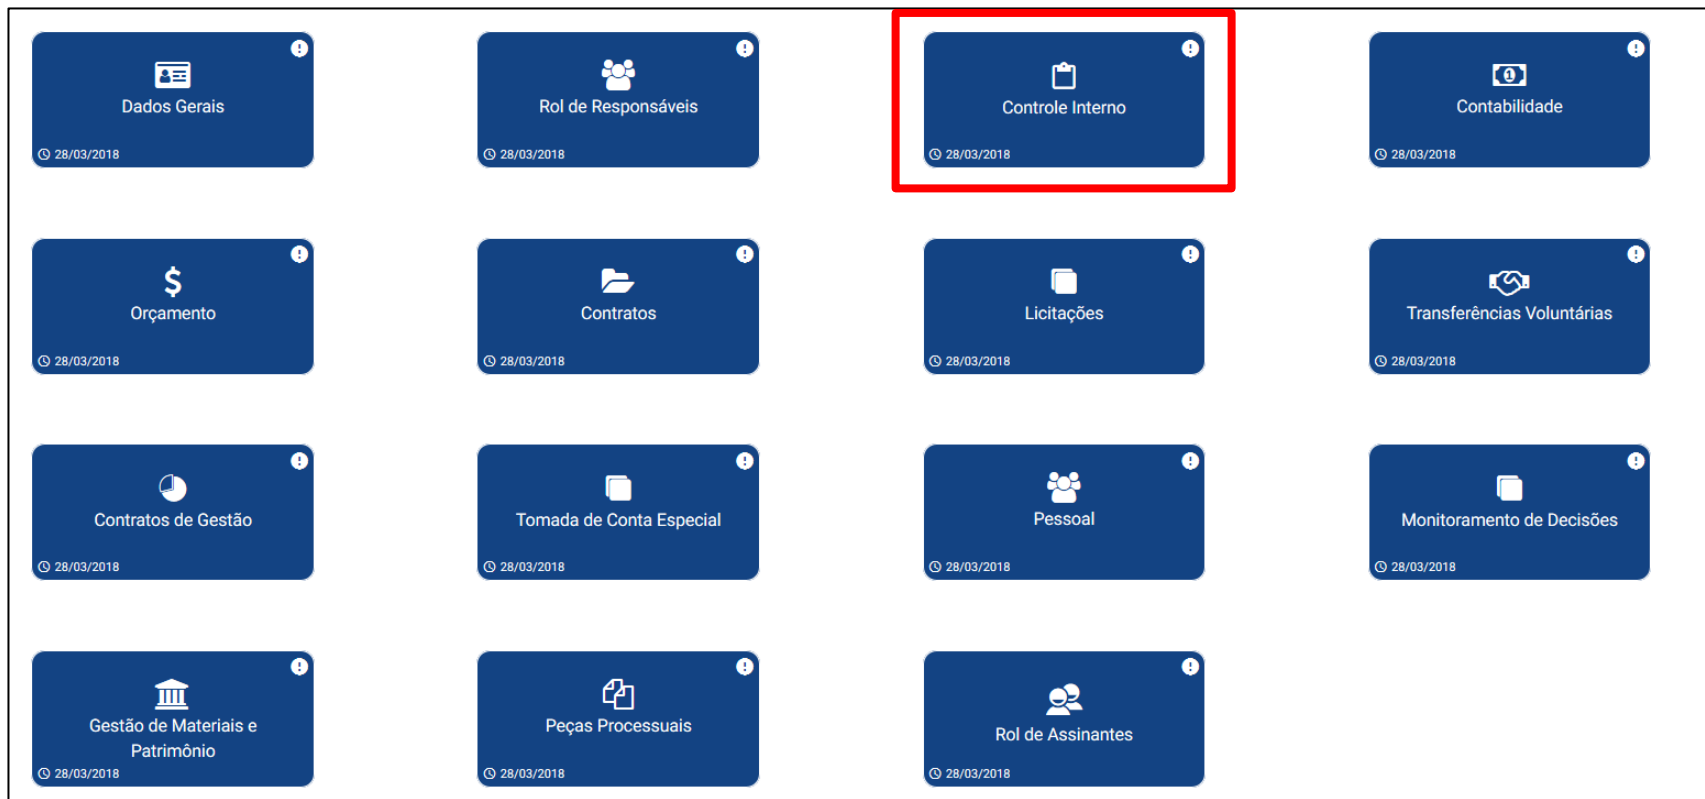 Dados Gerais
28/03/2018
Rol de Responsáveis
28/03/2018
Controle Interno
28/03/2018
Contabilidade
28/03/2018
Orçamento
28/03/2018
Contratos
28/03/2018
Licitações
28/03/2018
Transferências Voluntárias
28/03/2018
Contratos de Gestão
28/03/2018
Tomada de Conta Especial
28/03/2018
Pessoal
28/03/2018
Monitoramento de Decisões
28/03/2018
Gestão de Materiais e
Patrimônio
28/03/2018
Peças Processuais
28/03/2018
Rol de Assinantes
28/03/2018